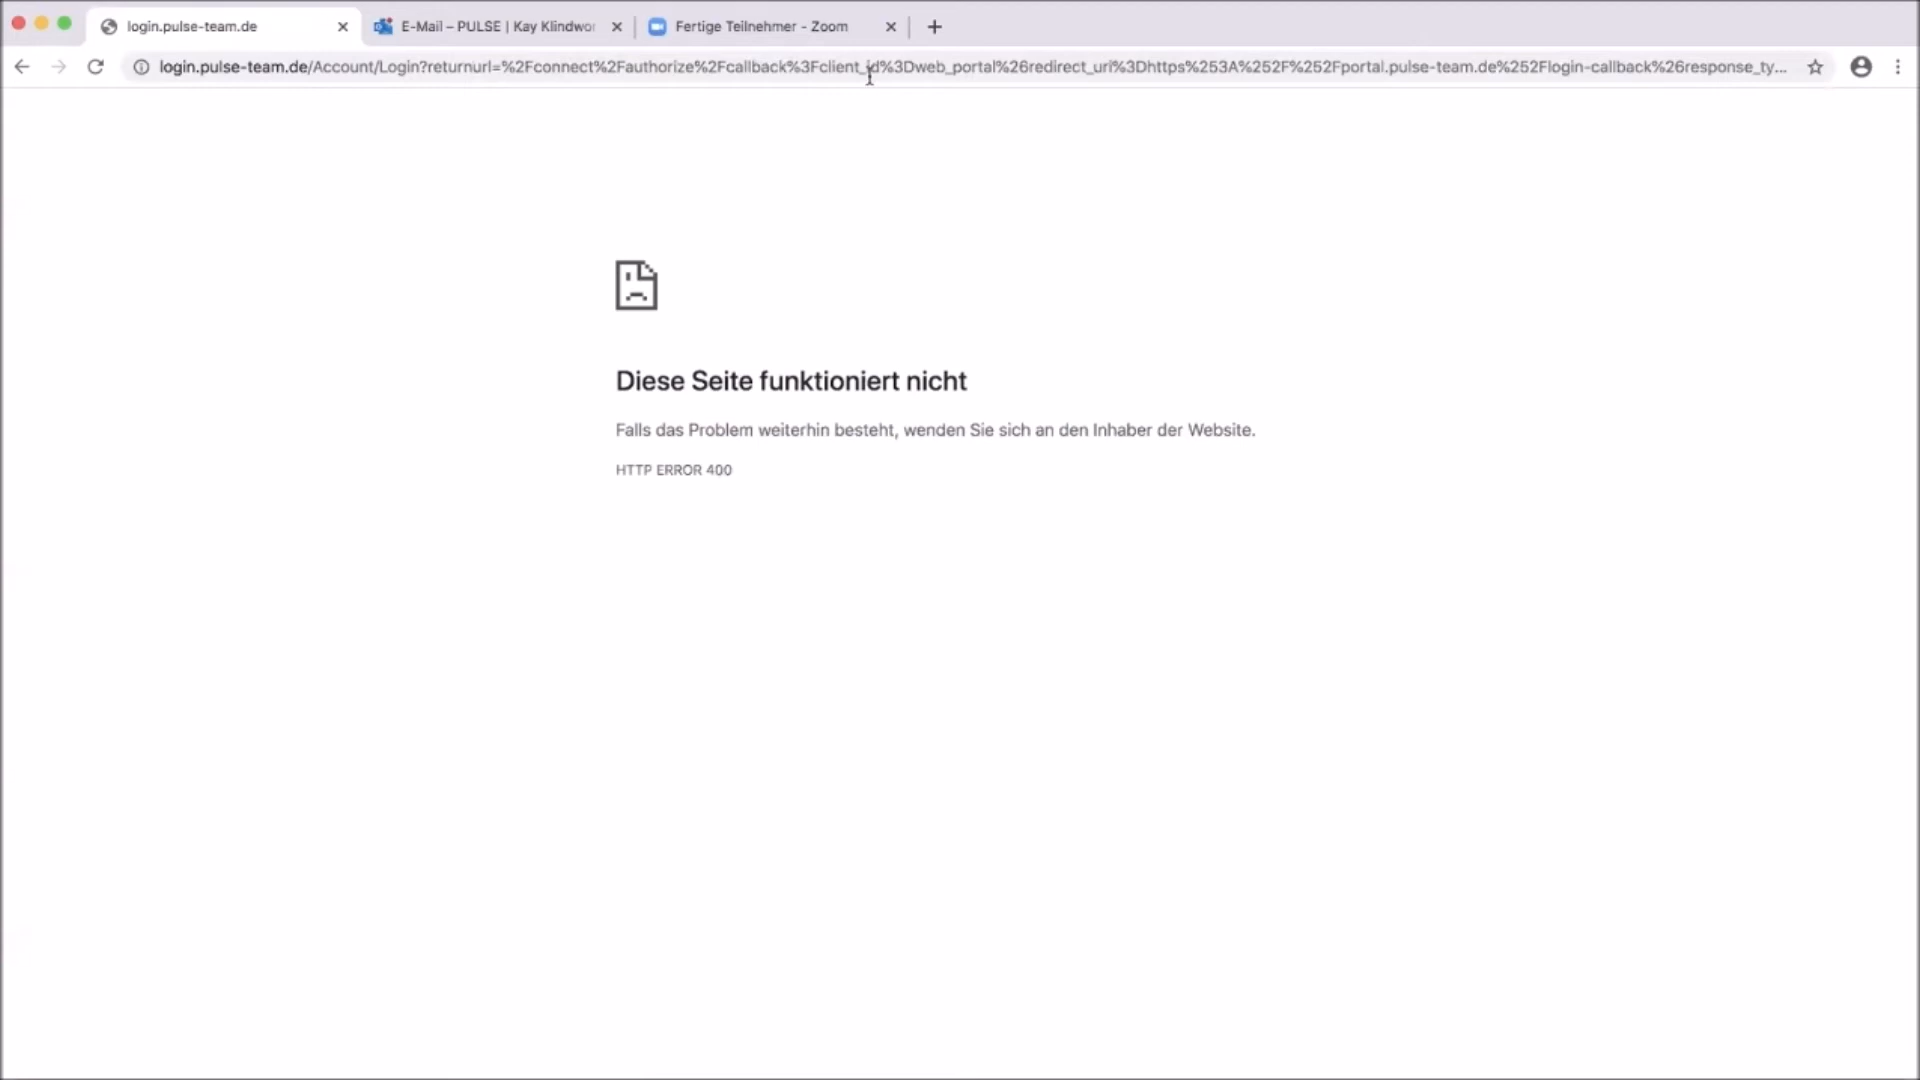 login.pulse-team.de
E-Mail – PULSE | Kay Klindwor
Fertige Teilnehmer - Zoom
login.pulse-team.de/Account/Login?returnurl=%2Fconnect%2Fauthorize%2Fcallback%3Fclient_id%3Dweb_portal%26redirect_uri%3Dhttps%253A%252F%252Fportal.pulse-team.de%252Flogin-callback%26response_ty...
Diese Seite funktioniert nicht
Falls das Problem weiterhin besteht, wenden Sie sich an den Inhaber der Website.
HTTP ERROR 400